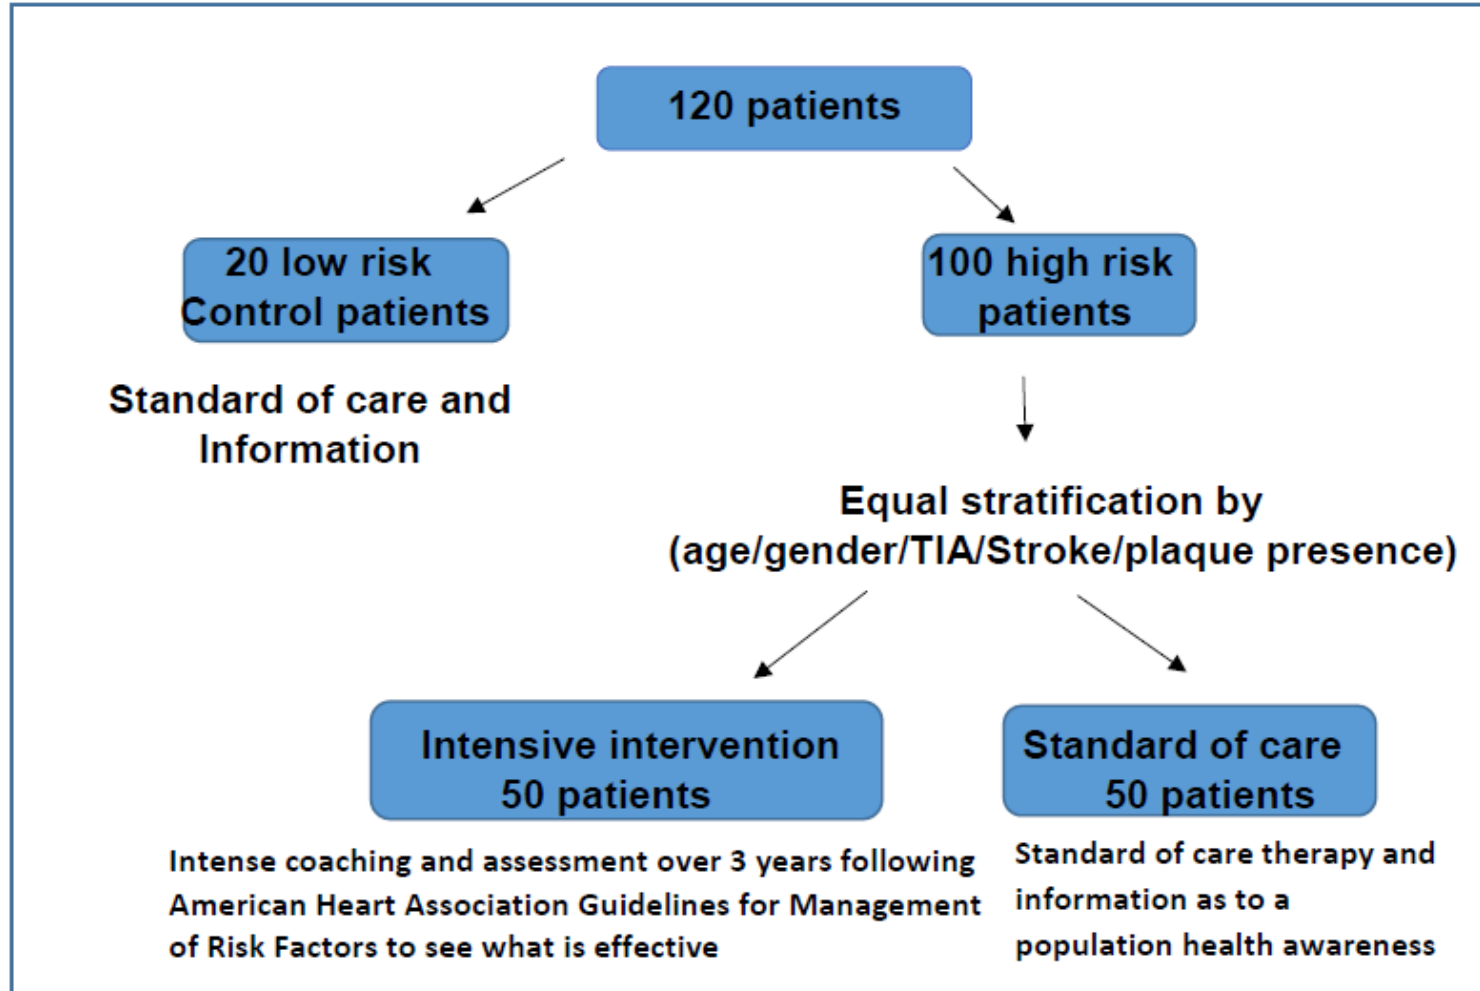 120 patients
20 low risk
Control patients
100 high risk
patients
Standard of care and
Information
Equal stratification by
(age/gender/TIA/Stroke/plaque presence)
Intensive intervention
50 patients
Standard of care
50 patients
Intense coaching and assessment over 3 years following
American Heart Association Guidelines for Management
of Risk Factors to see what is effective
Standard of care therapy and
information as to a
population health awareness